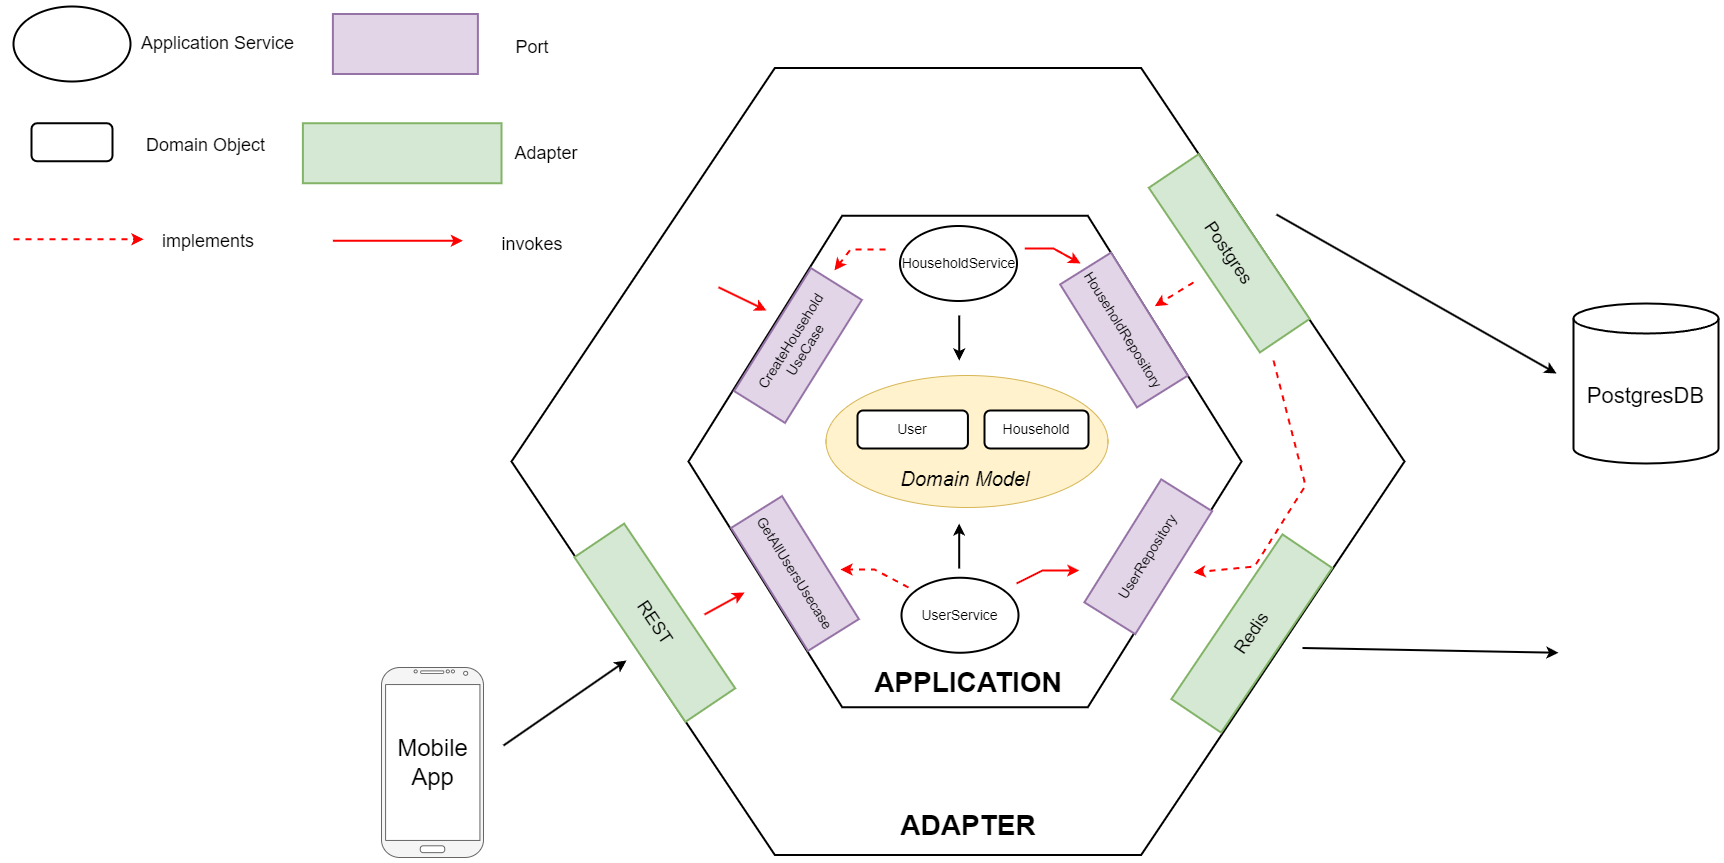 Application Service
Port
Domain Object
Adapter
implements
invokes
HouseholdService
CreateHousehold
UseCase
HouseholdRepository
Postgres
PostgresDB
User
Household
Domain Model
GetAllUsersUsecase
UserRepository
UserService
REST
Redis
APPLICATION
Mobile
App
ADAPTER